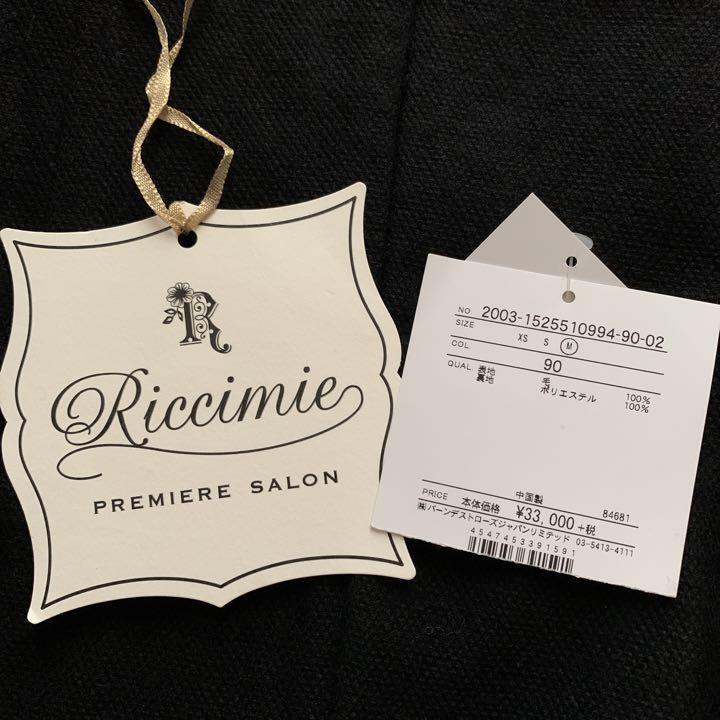 R
Riccimie
PREMIERE SALON
NO 2003-1525510994-90-02
SIZE XS S M
COL. 90
QUAL. 表地 毛 100%
裏地 ポリエステル 100%
中国製 84681
PRICE 本体価格 ¥33,000+税
㈱バーンデストローズジャパンリミテッド 03-5413-4111
4547453391591